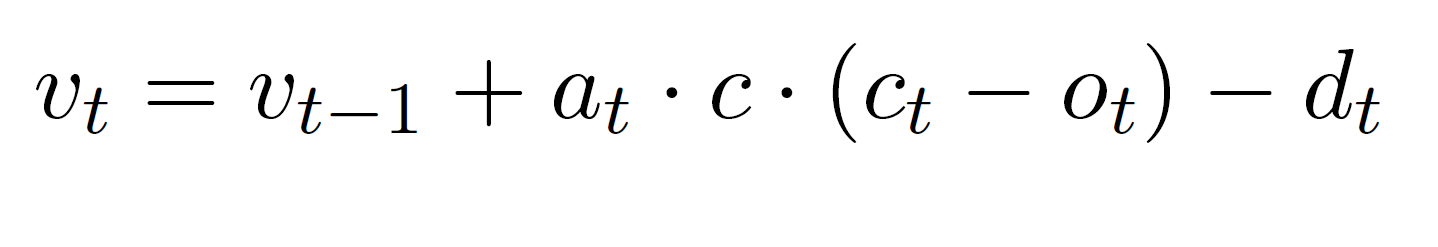 v_t = v_{t-1} + a_t · c · (c_t − o_t) − d_t